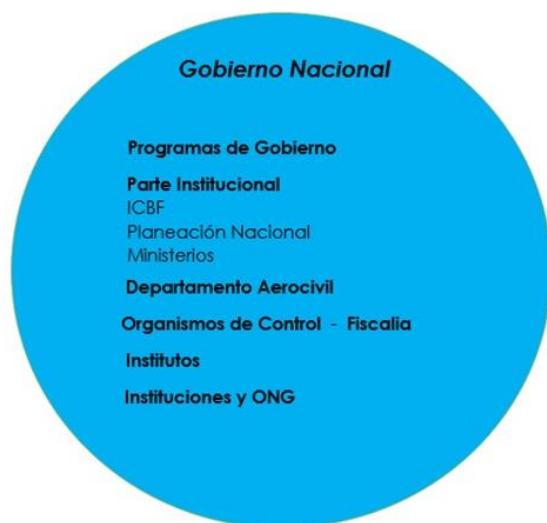 Gobierno Nacional
Programas de Gobierno
Parte Institucional
ICBF
Planeación Nacional
Ministerios
Departamento Aerocivil
Organismos de Control - Fiscalia
Institutos
Instituciones y ONG